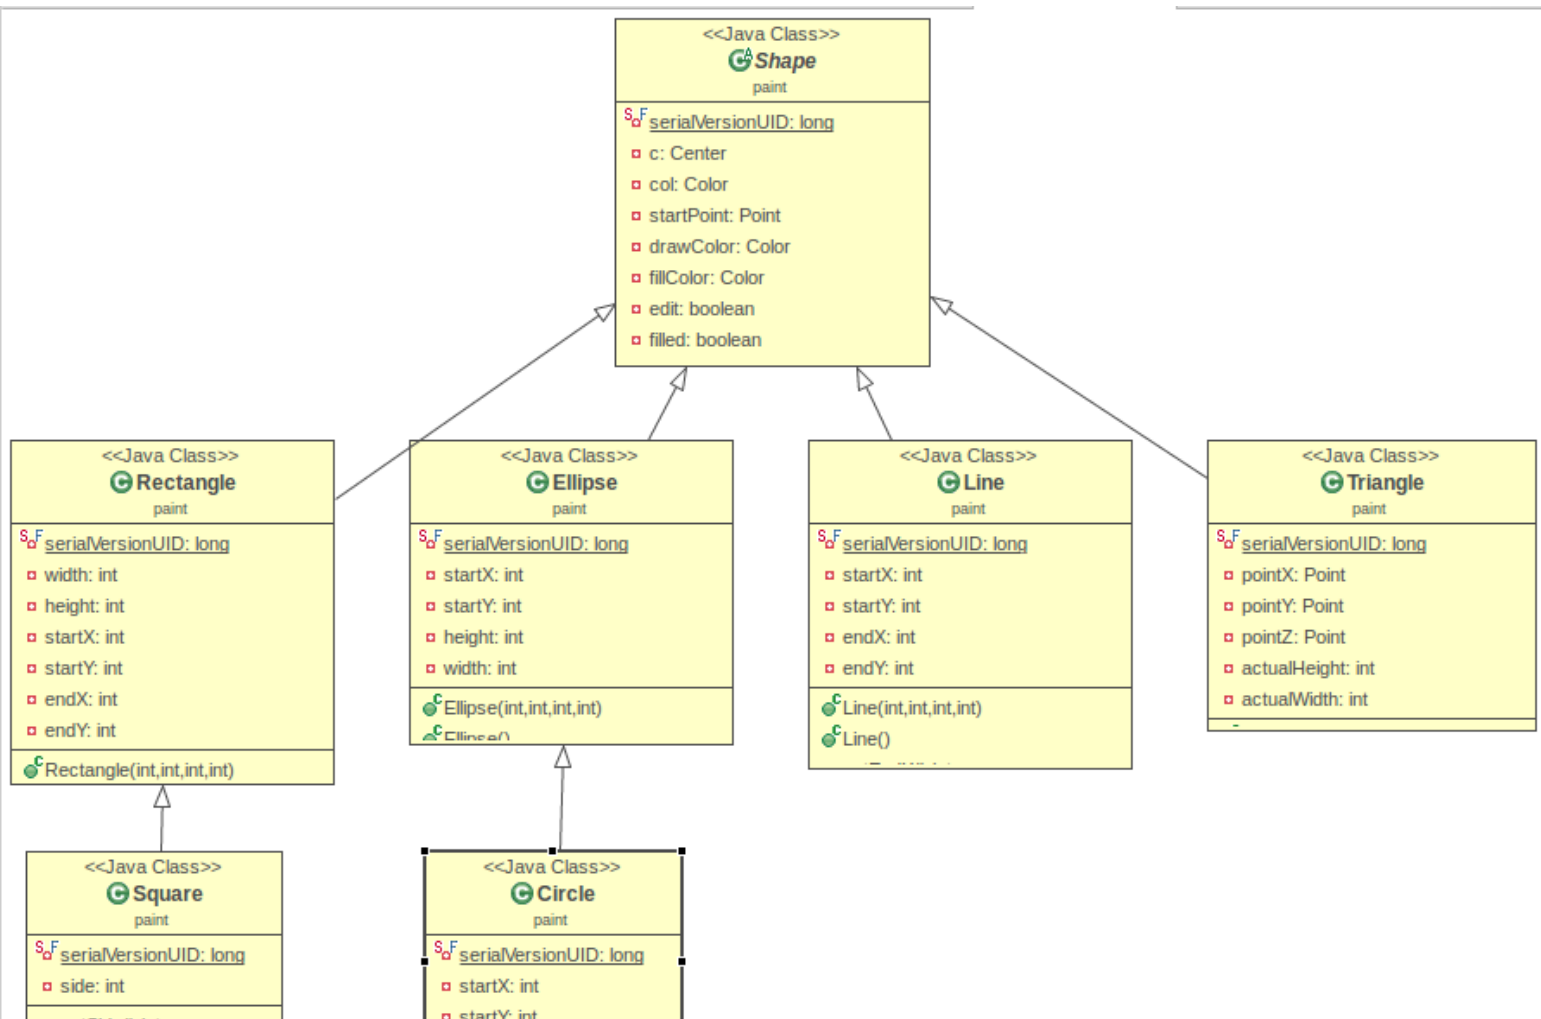 <<Java Class>>
Shape
paint
serialVersionUID: long
c: Center
col: Color
startPoint: Point
drawColor: Color
fillColor: Color
edit: boolean
filled: boolean
<<Java Class>>
Rectangle
paint
serialVersionUID: long
width: int
height: int
startX: int
startY: int
endX: int
endY: int
Rectangle(int,int,int,int)
<<Java Class>>
Ellipse
paint
serialVersionUID: long
startX: int
startY: int
height: int
width: int
Ellipse(int,int,int,int)
Ellipse()
<<Java Class>>
Line
paint
serialVersionUID: long
startX: int
startY: int
endX: int
endY: int
Line(int,int,int,int)
Line()
<<Java Class>>
Triangle
paint
serialVersionUID: long
pointX: Point
pointY: Point
pointZ: Point
actualHeight: int
actualWidth: int
<<Java Class>>
Square
paint
serialVersionUID: long
side: int
<<Java Class>>
Circle
paint
serialVersionUID: long
startX: int
startY: int